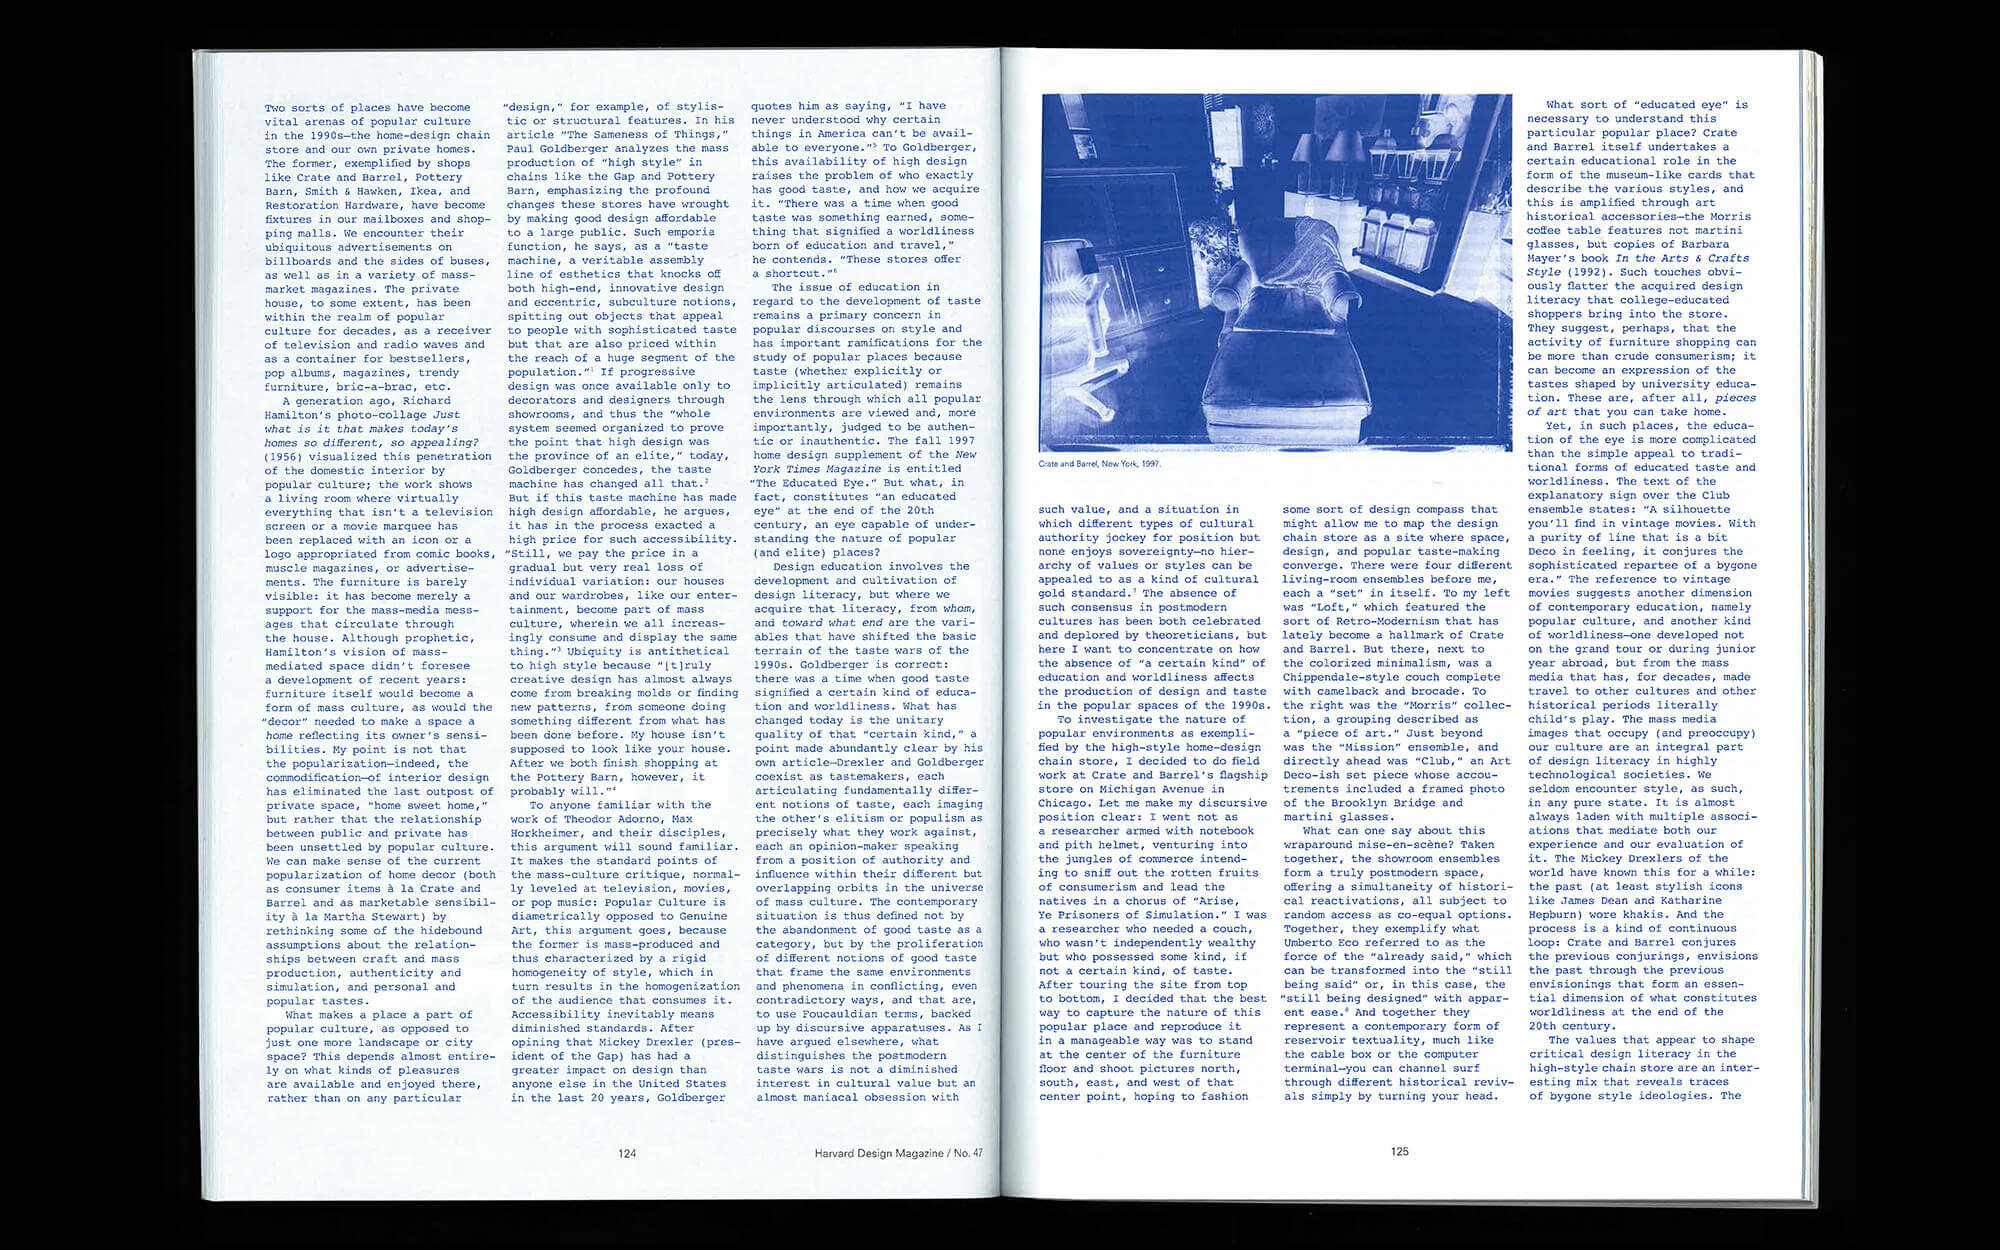 Two sorts of places have become
vital arenas of popular culture
in the 1990s—the home-design chain
store and our own private homes.
The former, exemplified by shops
like Crate and Barrel, Pottery
Barn, Smith & Hawken, Ikea, and
Restoration Hardware, have become
fixtures in our mailboxes and shop-
ping malls. We encounter their
ubiquitous advertisements on
billboards and the sides of buses,
as well as in a variety of mass-
market magazines. The private
house, to some extent, has been
within the realm of popular
culture for decades, as a receiver
of television and radio waves and
as a container for bestsellers,
pop albums, magazines, trendy
furniture, bric-a-brac, etc.
A generation ago, Richard
Hamilton's photo-collage Just
what is it that makes today's
homes so different, so appealing?
(1956) visualized this penetration
of the domestic interior by
popular culture; the work shows
a living room where virtually
everything that isn't a television
screen or a movie marquee has
been replaced with an icon or a
logo appropriated from comic books,
muscle magazines, or advertise-
ments. The furniture is barely
visible: it has become merely a
support for the mass-media mess-
ages that circulate through
the house. Although prophetic,
Hamilton's vision of mass-
mediated space didn't foresee
a development of recent years:
furniture itself would become a
form of mass culture, as would the
“decor” needed to make a space a
home reflecting its owner's sensi-
bilities. My point is not that
the popularization—indeed, the
commodification—of interior design
has eliminated the last outpost of
private space, “home sweet home,”
but rather that the relationship
between public and private has
been unsettled by popular culture.
We can make sense of the current
popularization of home decor (both
as consumer items à la Crate and
Barrel and as marketable sensibil-
ity à la Martha Stewart) by
rethinking some of the hidebound
assumptions about the relation-
ships between craft and mass
production, authenticity and
simulation, and personal and
popular tastes.
What makes a place a part of
popular culture, as opposed to
just one more landscape or city
space? This depends almost entire-
ly on what kinds of pleasures
are available and enjoyed there,
rather than on any particular
“design,” for example, of stylis-
tic or structural features. In his
article “The Sameness of Things,”
Paul Goldberger analyzes the mass
production of “high style” in
chains like the Gap and Pottery
Barn, emphasizing the profound
changes these stores have wrought
by making good design affordable
to a large public. Such emporia
function, he says, as a “taste
machine, a veritable assembly
line of esthetics that knocks off
both high-end, innovative design
and eccentric, subculture notions,
spitting out objects that appeal
to people with sophisticated taste
but that are also priced within
the reach of a huge segment of the
population.”¹ If progressive
design was once available only to
decorators and designers through
showrooms, and thus the “whole
system seemed organized to prove
the point that high design was
the province of an elite,” today,
Goldberger concedes, the taste
machine has changed all that.²
But if this taste machine has made
high design affordable, he argues,
it has in the process exacted a
high price for such accessibility.
“Still, we pay the price in a
gradual but very real loss of
individual variation: our houses
and our wardrobes, like our enter-
tainment, become part of mass
culture, wherein we all increas-
ingly consume and display the same
thing.”³ Ubiquity is antithetical
to high style because “[t]ruly
creative design has almost always
come from breaking molds or finding
new patterns, from someone doing
something different from what has
been done before. My house isn't
supposed to look like your house.
After we both finish shopping at
the Pottery Barn, however, it
probably will.”⁴
To anyone familiar with the
work of Theodor Adorno, Max
Horkheimer, and their disciples,
this argument will sound familiar.
It makes the standard points of
the mass-culture critique, normal-
ly leveled at television, movies,
or pop music: Popular Culture is
diametrically opposed to Genuine
Art, this argument goes, because
the former is mass-produced and
thus characterized by a rigid
homogeneity of style, which in
turn results in the homogenization
of the audience that consumes it.
Accessibility inevitably means
diminished standards. After
opining that Mickey Drexler (pres-
ident of the Gap) has had a
greater impact on design than
anyone else in the United States
in the last 20 years, Goldberger
quotes him as saying, “I have
never understood why certain
things in America can't be avail-
able to everyone.”⁵ To Goldberger,
this availability of high design
raises the problem of who exactly
has good taste, and how we acquire
it. “There was a time when good
taste was something earned, some-
thing that signified a worldliness
born of education and travel,”
he contends. “These stores offer
a shortcut.”⁶
The issue of education in
regard to the development of taste
remains a primary concern in
popular discourses on style and
has important ramifications for the
study of popular places because
taste (whether explicitly or
implicitly articulated) remains
the lens through which all popular
environments are viewed and, more
importantly, judged to be authen-
tic or inauthentic. The fall 1997
home design supplement of the New
York Times Magazine is entitled
“The Educated Eye.” But what, in
fact, constitutes “an educated
eye” at the end of the 20th
century, an eye capable of under-
standing the nature of popular
(and elite) places?
Design education involves the
development and cultivation of
design literacy, but where we
acquire that literacy, from whom,
and toward what end are the vari-
ables that have shifted the basic
terrain of the taste wars of the
1990s. Goldberger is correct:
there was a time when good taste
signified a certain kind of educa-
tion and worldliness. What has
changed today is the unitary
quality of that “certain kind,” a
point made abundantly clear by his
own article—Drexler and Goldberger
coexist as tastemakers, each
articulating fundamentally differ-
ent notions of taste, each imaging
the other's elitism or populism as
precisely what they work against,
each an opinion-maker speaking
from a position of authority and
influence within their different but
overlapping orbits in the universe
of mass culture. The contemporary
situation is thus defined not by
the abandonment of good taste as a
category, but by the proliferation
of different notions of good taste
that frame the same environments
and phenomena in conflicting, even
contradictory ways, and that are,
to use Foucauldian terms, backed
up by discursive apparatuses. As I
have argued elsewhere, what
distinguishes the postmodern
taste wars is not a diminished
interest in cultural value but an
almost maniacal obsession with
124
Harvard Design Magazine / No. 47
Crate and Barrel, New York, 1997.
such value, and a situation in
which different types of cultural
authority jockey for position but
none enjoys sovereignty—no hier-
archy of values or styles can be
appealed to as a kind of cultural
gold standard.⁷ The absence of
such consensus in postmodern
cultures has been both celebrated
and deplored by theoreticians, but
here I want to concentrate on how
the absence of “a certain kind” of
education and worldliness affects
the production of design and taste
in the popular spaces of the 1990s.
To investigate the nature of
popular environments as exempli-
fied by the high-style home-design
chain store, I decided to do field
work at Crate and Barrel's flagship
store on Michigan Avenue in
Chicago. Let me make my discursive
position clear: I went not as
a researcher armed with notebook
and pith helmet, venturing into
the jungles of commerce intend-
ing to sniff out the rotten fruits
of consumerism and lead the
natives in a chorus of “Arise,
Ye Prisoners of Simulation.” I was
a researcher who needed a couch,
who wasn't independently wealthy
but who possessed some kind, if
not a certain kind, of taste.
After touring the site from top
to bottom, I decided that the best
way to capture the nature of this
popular place and reproduce it
in a manageable way was to stand
at the center of the furniture
floor and shoot pictures north,
south, east, and west of that
center point, hoping to fashion
some sort of design compass that
might allow me to map the design
chain store as a site where space,
design, and popular taste-making
converge. There were four different
living-room ensembles before me,
each a “set” in itself. To my left
was “Loft,” which featured the
sort of Retro-Modernism that has
lately become a hallmark of Crate
and Barrel. But there, next to
the colorized minimalism, was a
Chippendale-style couch complete
with camelback and brocade. To
the right was the “Morris” collec-
tion, a grouping described as
a “piece of art.” Just beyond
was the “Mission” ensemble, and
directly ahead was “Club,” an Art
Deco-ish set piece whose accou-
trements included a framed photo
of the Brooklyn Bridge and
martini glasses.
What can one say about this
wraparound mise-en-scène? Taken
together, the showroom ensembles
form a truly postmodern space,
offering a simultaneity of histori-
cal reactivations, all subject to
random access as co-equal options.
Together, they exemplify what
Umberto Eco referred to as the
force of the “already said,” which
can be transformed into the “still
being said” or, in this case, the
“still being designed” with appar-
ent ease.⁸ And together they
represent a contemporary form of
reservoir textuality, much like
the cable box or the computer
terminal—you can channel surf
through different historical reviv-
als simply by turning your head.
What sort of “educated eye” is
necessary to understand this
particular popular place? Crate
and Barrel itself undertakes a
certain educational role in the
form of the museum-like cards that
describe the various styles, and
this is amplified through art
historical accessories—the Morris
coffee table features not martini
glasses, but copies of Barbara
Mayer's book In the Arts & Crafts
Style (1992). Such touches obvi-
ously flatter the acquired design
literacy that college-educated
shoppers bring into the store.
They suggest, perhaps, that the
activity of furniture shopping can
be more than crude consumerism; it
can become an expression of the
tastes shaped by university educa-
tion. These are, after all, pieces
of art that you can take home.
Yet, in such places, the educa-
tion of the eye is more complicated
than the simple appeal to tradi-
tional forms of educated taste and
worldliness. The text of the
explanatory sign over the Club
ensemble states: “A silhouette
you'll find in vintage movies. With
a purity of line that is a bit
Deco in feeling, it conjures the
sophisticated repartee of a bygone
era.” The reference to vintage
movies suggests another dimension
of contemporary education, namely
popular culture, and another kind
of worldliness—one developed not
on the grand tour or during junior
year abroad, but from the mass
media that has, for decades, made
travel to other cultures and other
historical periods literally
child's play. The mass media
images that occupy (and preoccupy)
our culture are an integral part
of design literacy in highly
technological societies. We
seldom encounter style, as such,
in any pure state. It is almost
always laden with multiple associ-
ations that mediate both our
experience and our evaluation of
it. The Mickey Drexlers of the
world have known this for a while:
the past (at least stylish icons
like James Dean and Katharine
Hepburn) wore khakis. And the
process is a kind of continuous
loop: Crate and Barrel conjures
the previous conjurings, envisions
the past through the previous
envisionings that form an essen-
tial dimension of what constitutes
worldliness at the end of the
20th century.
The values that appear to shape
critical design literacy in the
high-style chain store are an inter-
esting mix that reveals traces
of bygone style ideologies. The
125